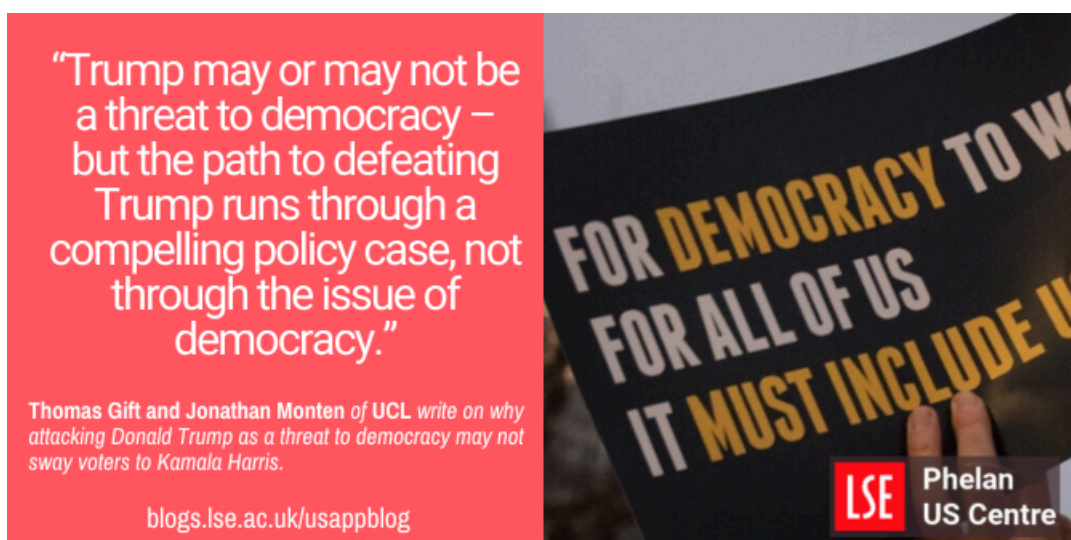 “Trump may or may not be
a threat to democracy –
but the path to defeating
Trump runs through a
compelling policy case, not
through the issue of
democracy.”
Thomas Gift and Jonathan Monten of UCL write on why
attacking Donald Trump as a threat to democracy may not
sway voters to Kamala Harris.
blogs.lse.ac.uk/usappblog
FOR DEMOCRACY TO
FOR ALL OF US
IT MUST INCLUDE
LSE
Phelan
US Centre